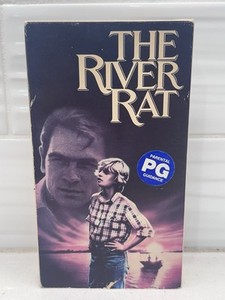 THE
RIVER
RAT
PARENTAL
PG
GUIDANCE